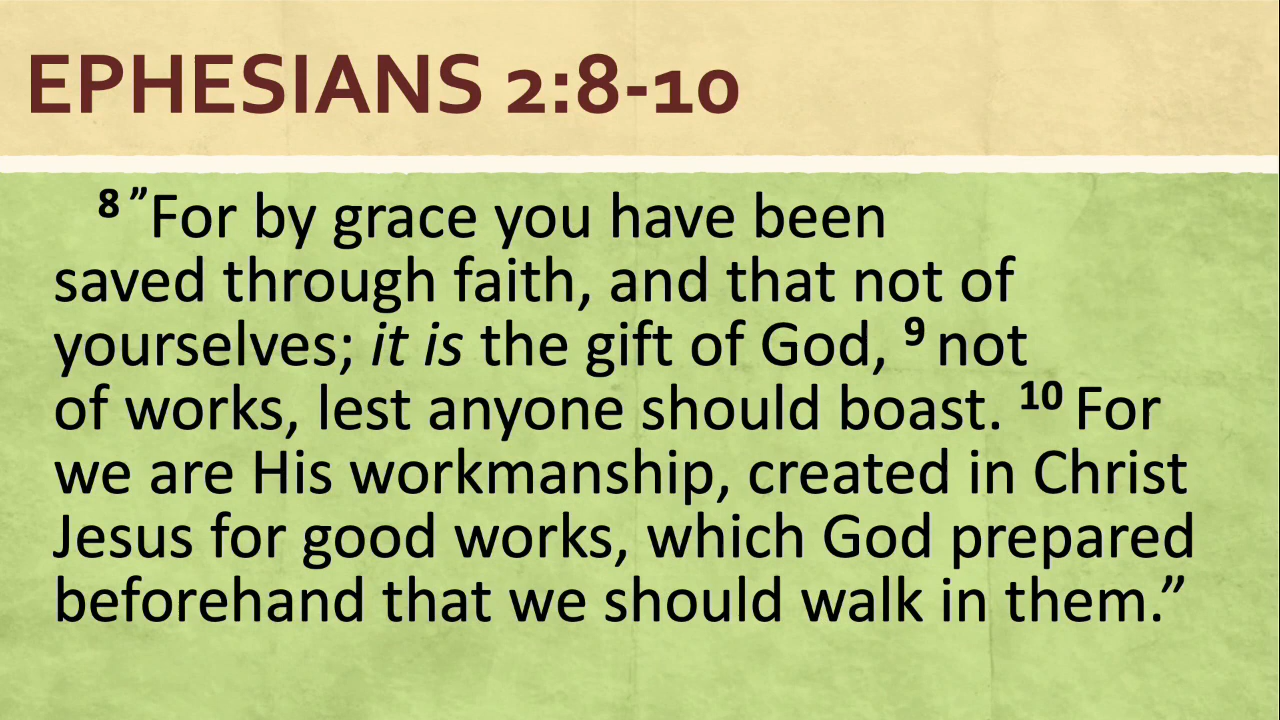 EPHESIANS 2:8-10
8 ”For by grace you have been
saved through faith, and that not of
yourselves; it is the gift of God, 9 not
of works, lest anyone should boast. 10 For
we are His workmanship, created in Christ
Jesus for good works, which God prepared
beforehand that we should walk in them.”